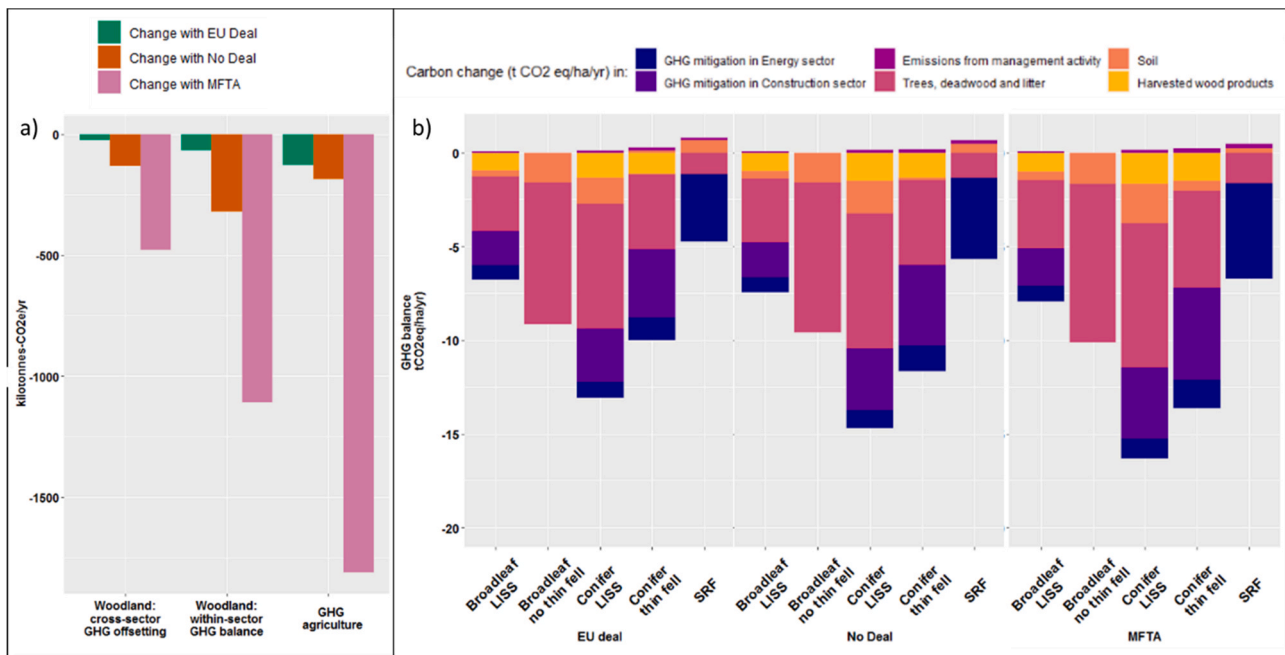 Change with EU Deal
Change with No Deal
Change with MFTA
a)
0
-500
-1000
-1500
kilotonnes-CO2e/yr
Woodland:
cross-sector
GHG offsetting
Woodland:
within-sector
GHG balance
GHG
agriculture
b)
Carbon change (t CO2 eq/ha/yr) in:
GHG mitigation in Energy sector
GHG mitigation in Construction sector
Emissions from management activity
Trees, deadwood and litter
Soil
Harvested wood products
GHG balance
tCO2eq/ha/yr)
0
-5
-10
-15
-20
Broadleaf
LISS
Broadleaf
no thin fell
Conifer
LISS
Conifer
thin fell
SRF
EU deal
Broadleaf
LISS
Broadleaf
no thin fell
Conifer
LISS
Conifer
thin fell
SRF
No Deal
Broadleaf
LISS
Broadleaf
no thin fell
Conifer
LISS
Conifer
thin fell
SRF
MFTA